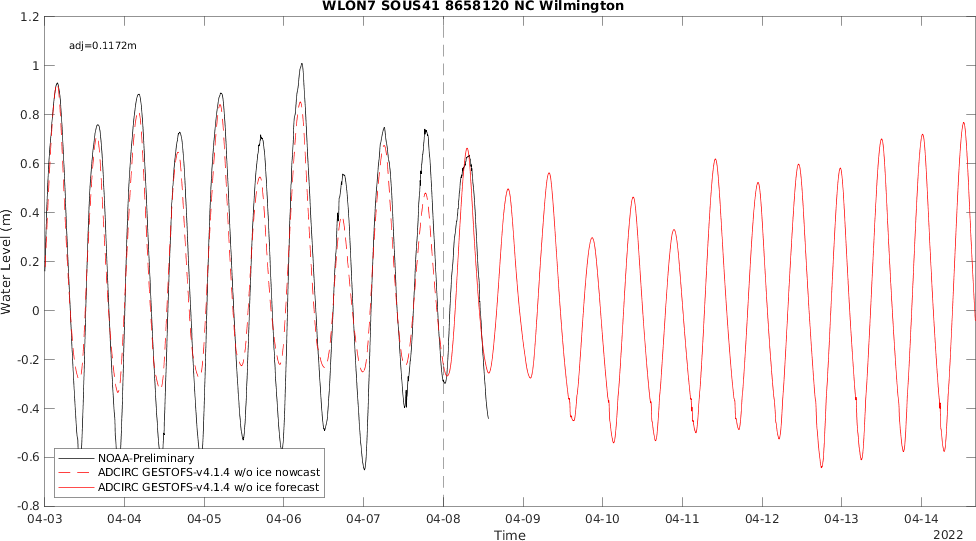 WLON7 SOUS41 8658120 NC Wilmington
adj=0.1172m
Water Level (m)
1.2
1
0.8
0.6
0.4
0.2
0
-0.2
-0.4
-0.6
-0.8
NOAA-Preliminary
ADCIRC GESTOFS-v4.1.4 w/o ice nowcast
ADCIRC GESTOFS-v4.1.4 w/o ice forecast
04-03 04-04 04-05 04-06 04-07 04-08 04-09 04-10 04-11 04-12 04-13 04-14
Time
2022